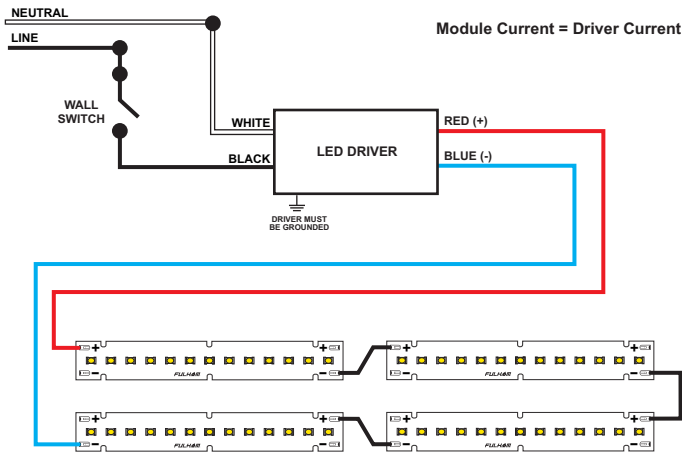 NEUTRAL
Module Current = Driver Current
LINE
WALL
SWITCH
WHITE
RED (+)
LED DRIVER
BLACK
BLUE (-)
DRIVER MUST
BE GROUNDED
+ + + +
- - - -
FULHAM FULHAM
+ + + +
- - - -
FULHAM FULHAM